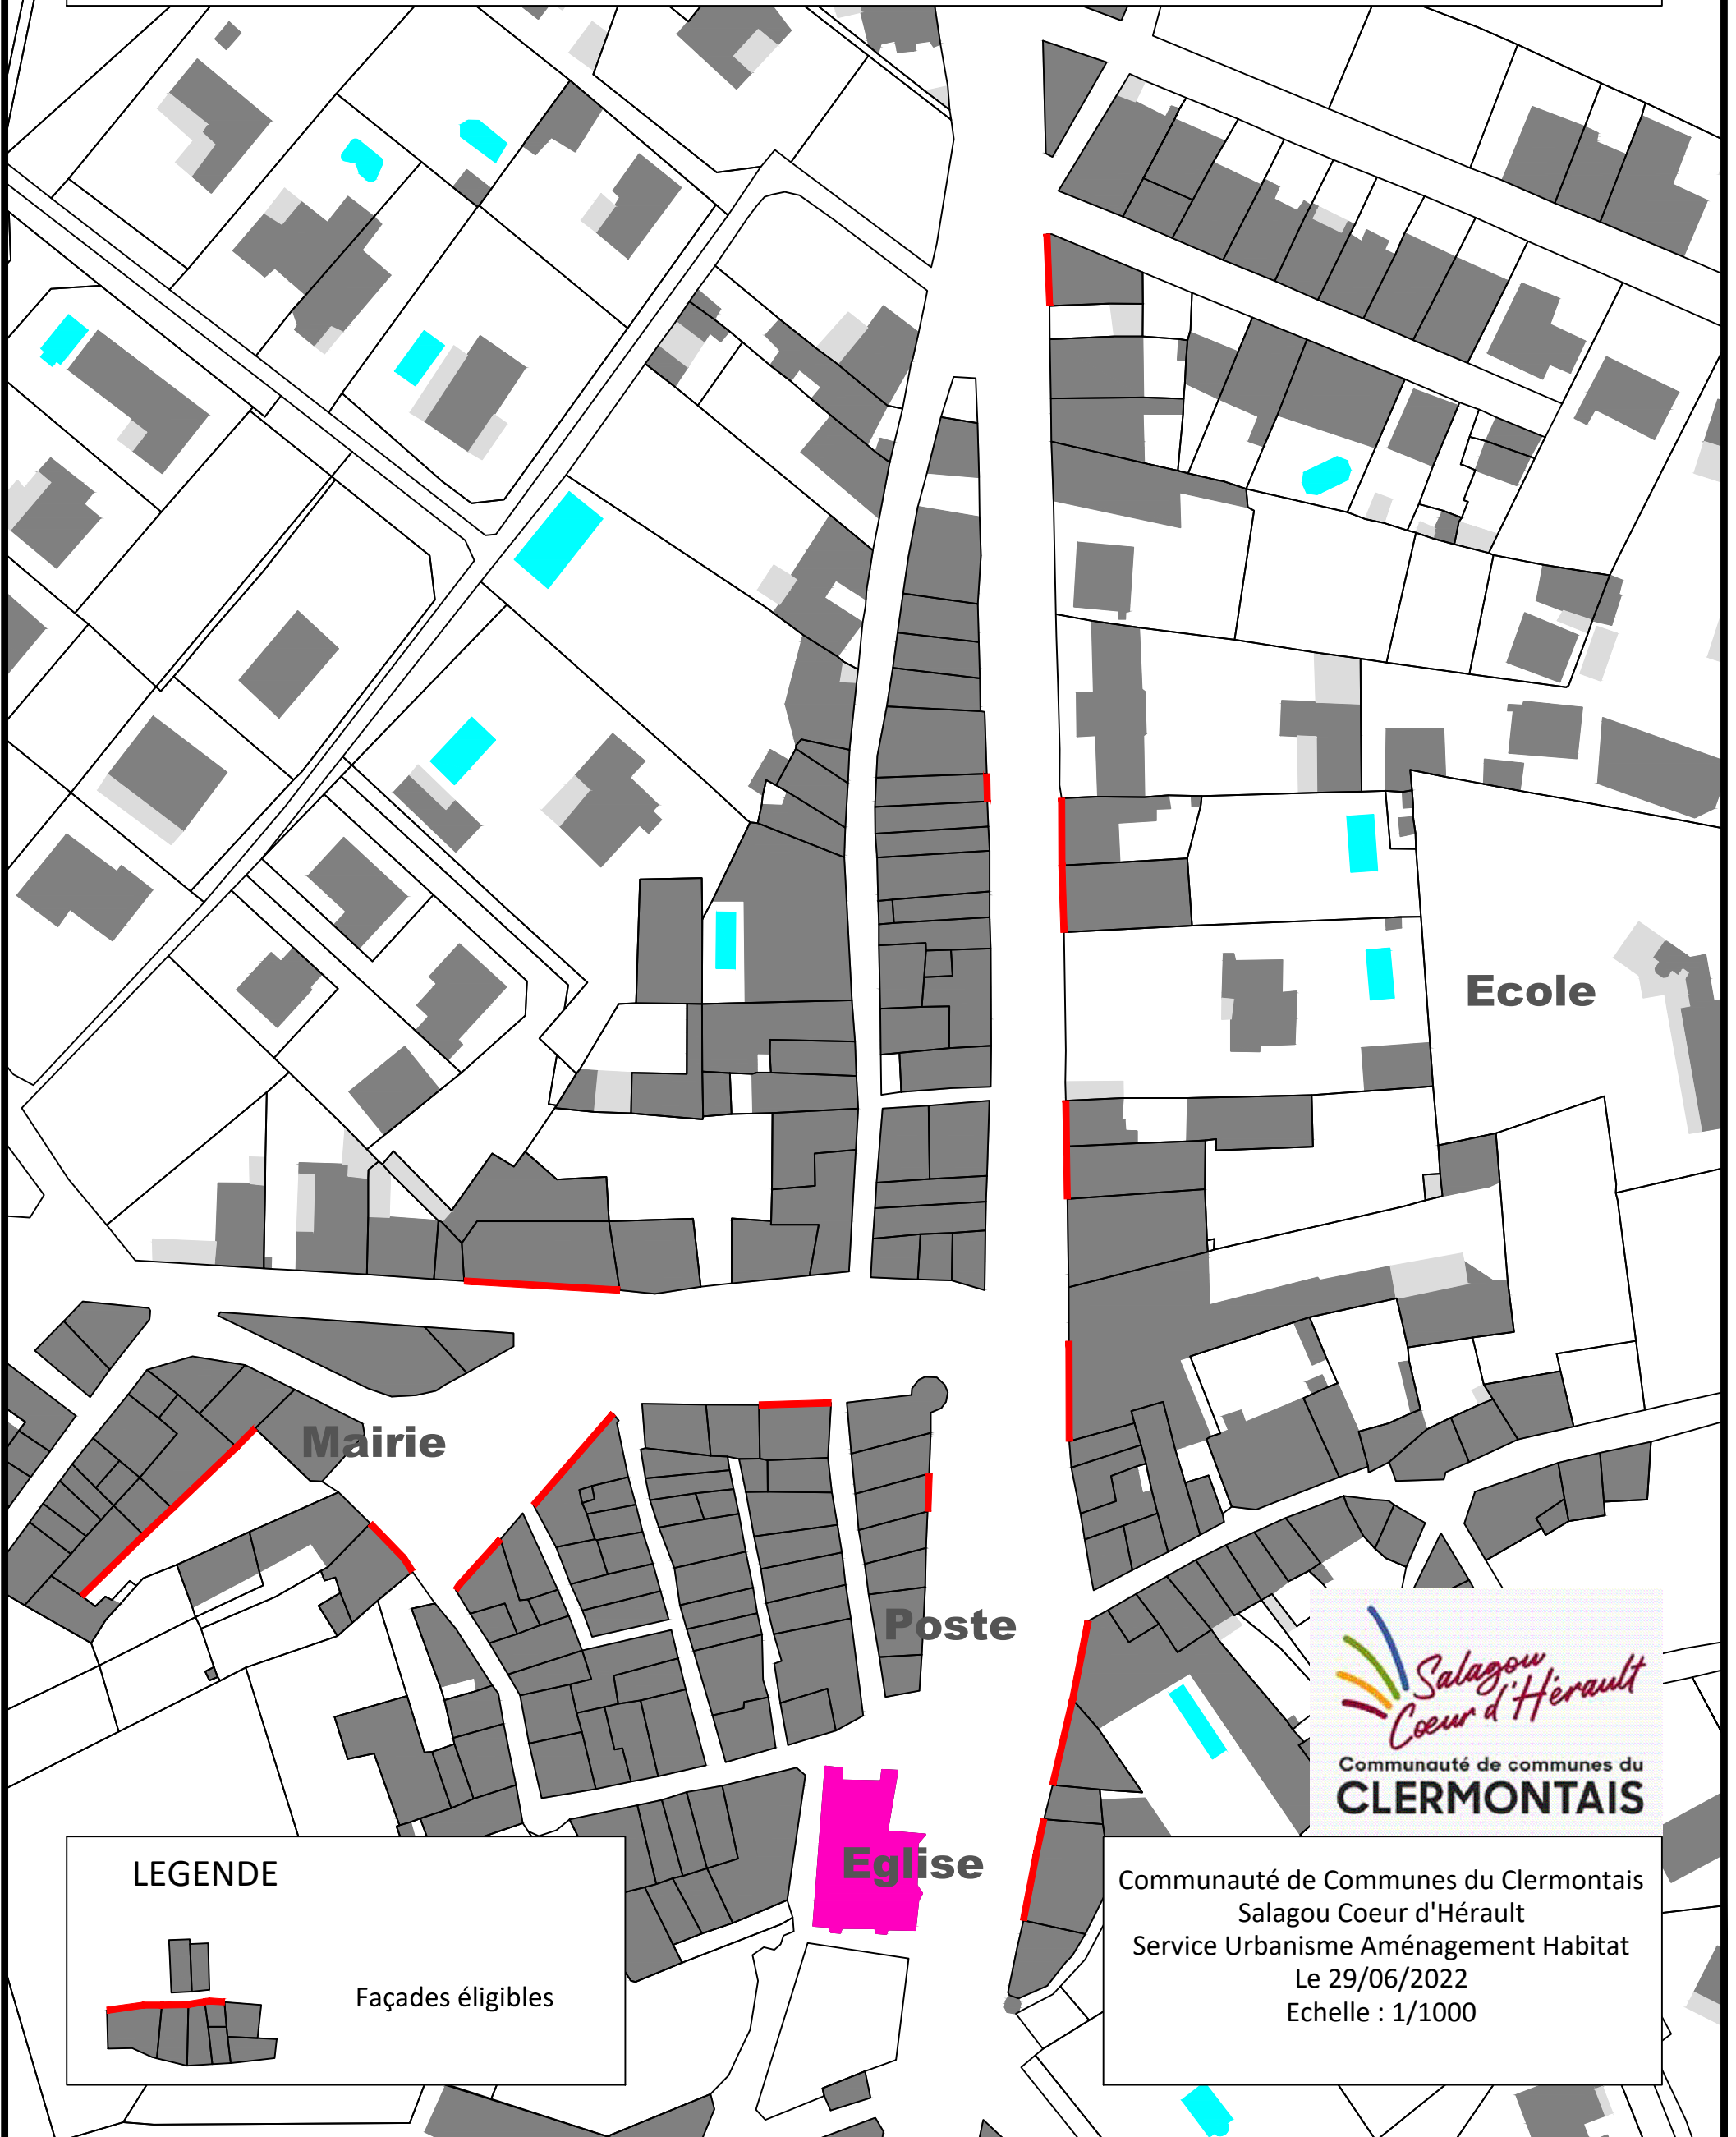 Ecole
Mairie
Poste
Salagou
Coeur d'Hérault
Communauté de communes du
CLERMONTAIS
Eglise
LEGENDE
Façades éligibles
Communauté de Communes du Clermontais
Salagou Coeur d'Hérault
Service Urbanisme Aménagement Habitat
Le 29/06/2022
Echelle : 1/1000